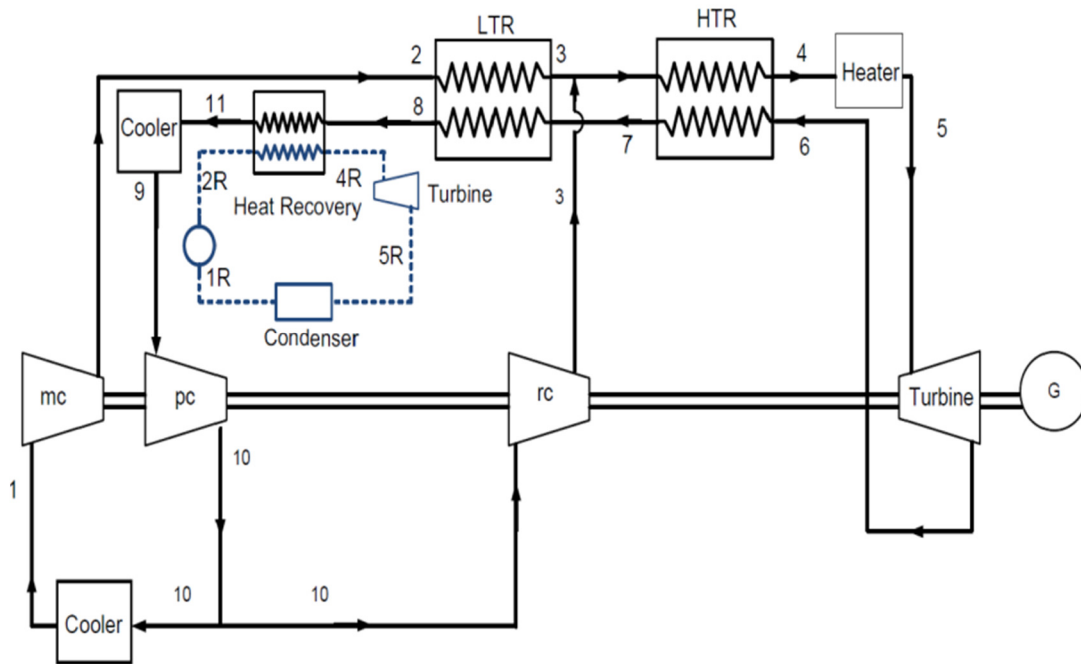 LTR
HTR
2
3
4
Heater
11
8
Cooler
5
7
6
9
2R
4R
Turbine
Heat Recovery
3
1R
5R
Condenser
mc
pc
rc
Turbine
G
10
1
10
10
Cooler